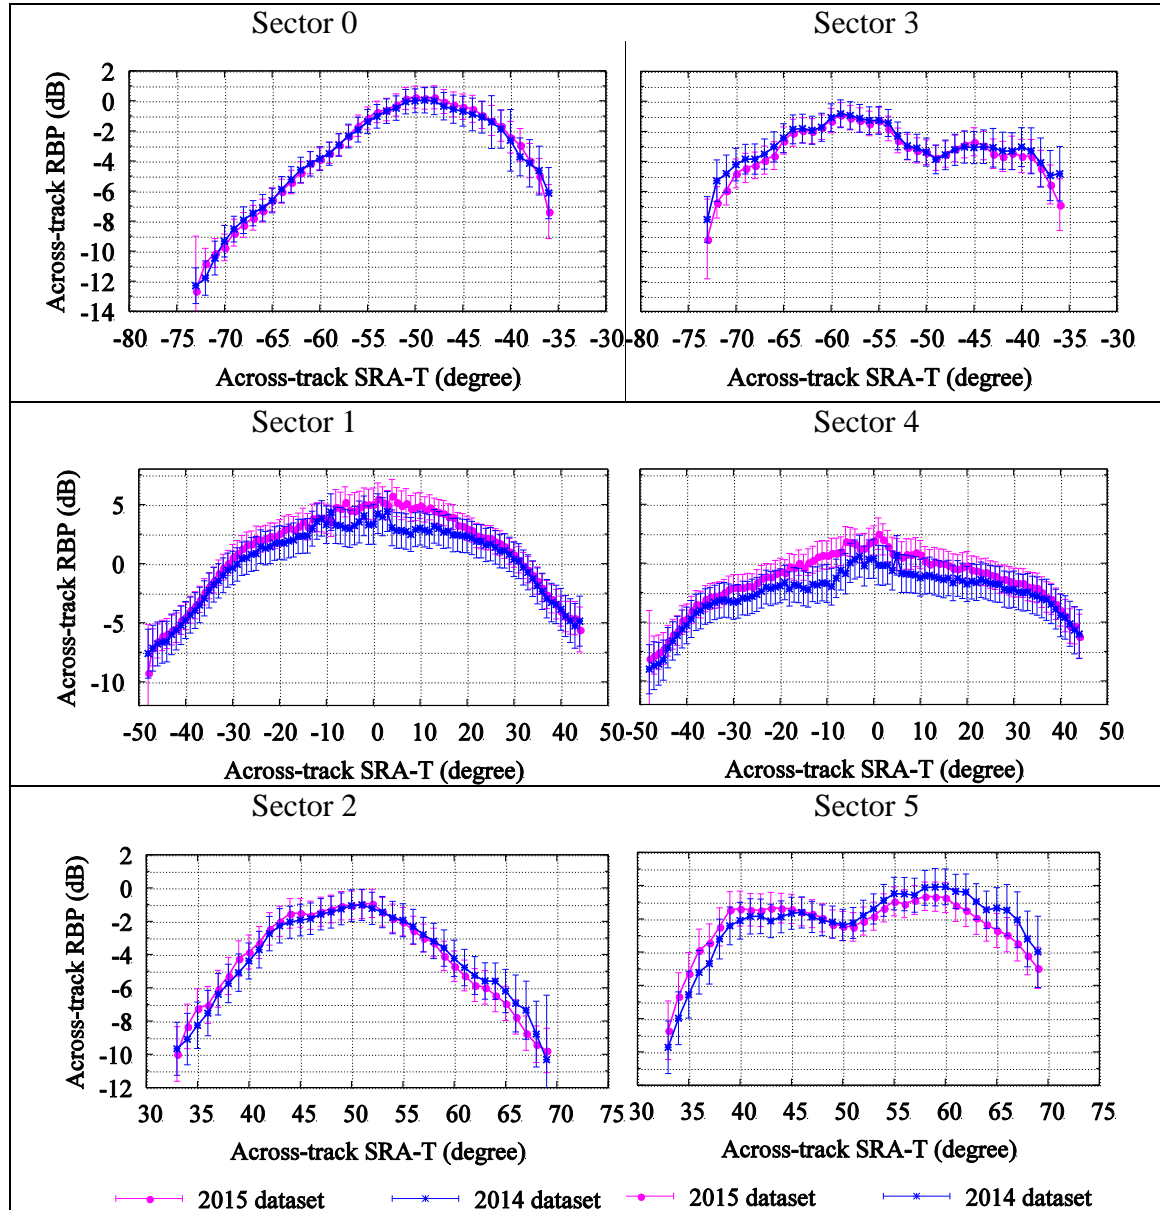 Sector 0
Sector 3
Across-track RBP (dB)
2
0
-2
-4
-6
-8
-10
-12
-14
-80 -75 -70 -65 -60 -55 -50 -45 -40 -35 -30
Across-track SRA-T (degree)
-80 -75 -70 -65 -60 -55 -50 -45 -40 -35 -30
Across-track SRA-T (degree)
Sector 1
Sector 4
Across-track RBP (dB)
5
0
-5
-10
-50 -40 -30 -20 -10 0 10 20 30 40 50
Across-track SRA-T (degree)
-50 -40 -30 -20 -10 0 10 20 30 40 50
Across-track SRA-T (degree)
Sector 2
Sector 5
Across-track RBP (dB)
2
0
-2
-4
-6
-8
-10
-12
30 35 40 45 50 55 60 65 70 75
Across-track SRA-T (degree)
30 35 40 45 50 55 60 65 70 75
Across-track SRA-T (degree)
2015 dataset 2014 dataset 2015 dataset 2014 dataset